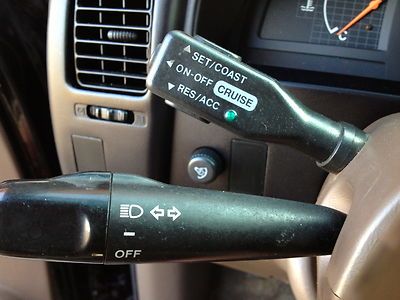 ▲ SET/COAST
◀ ON-OFF CRUISE
▼ RES/ACC
OFF